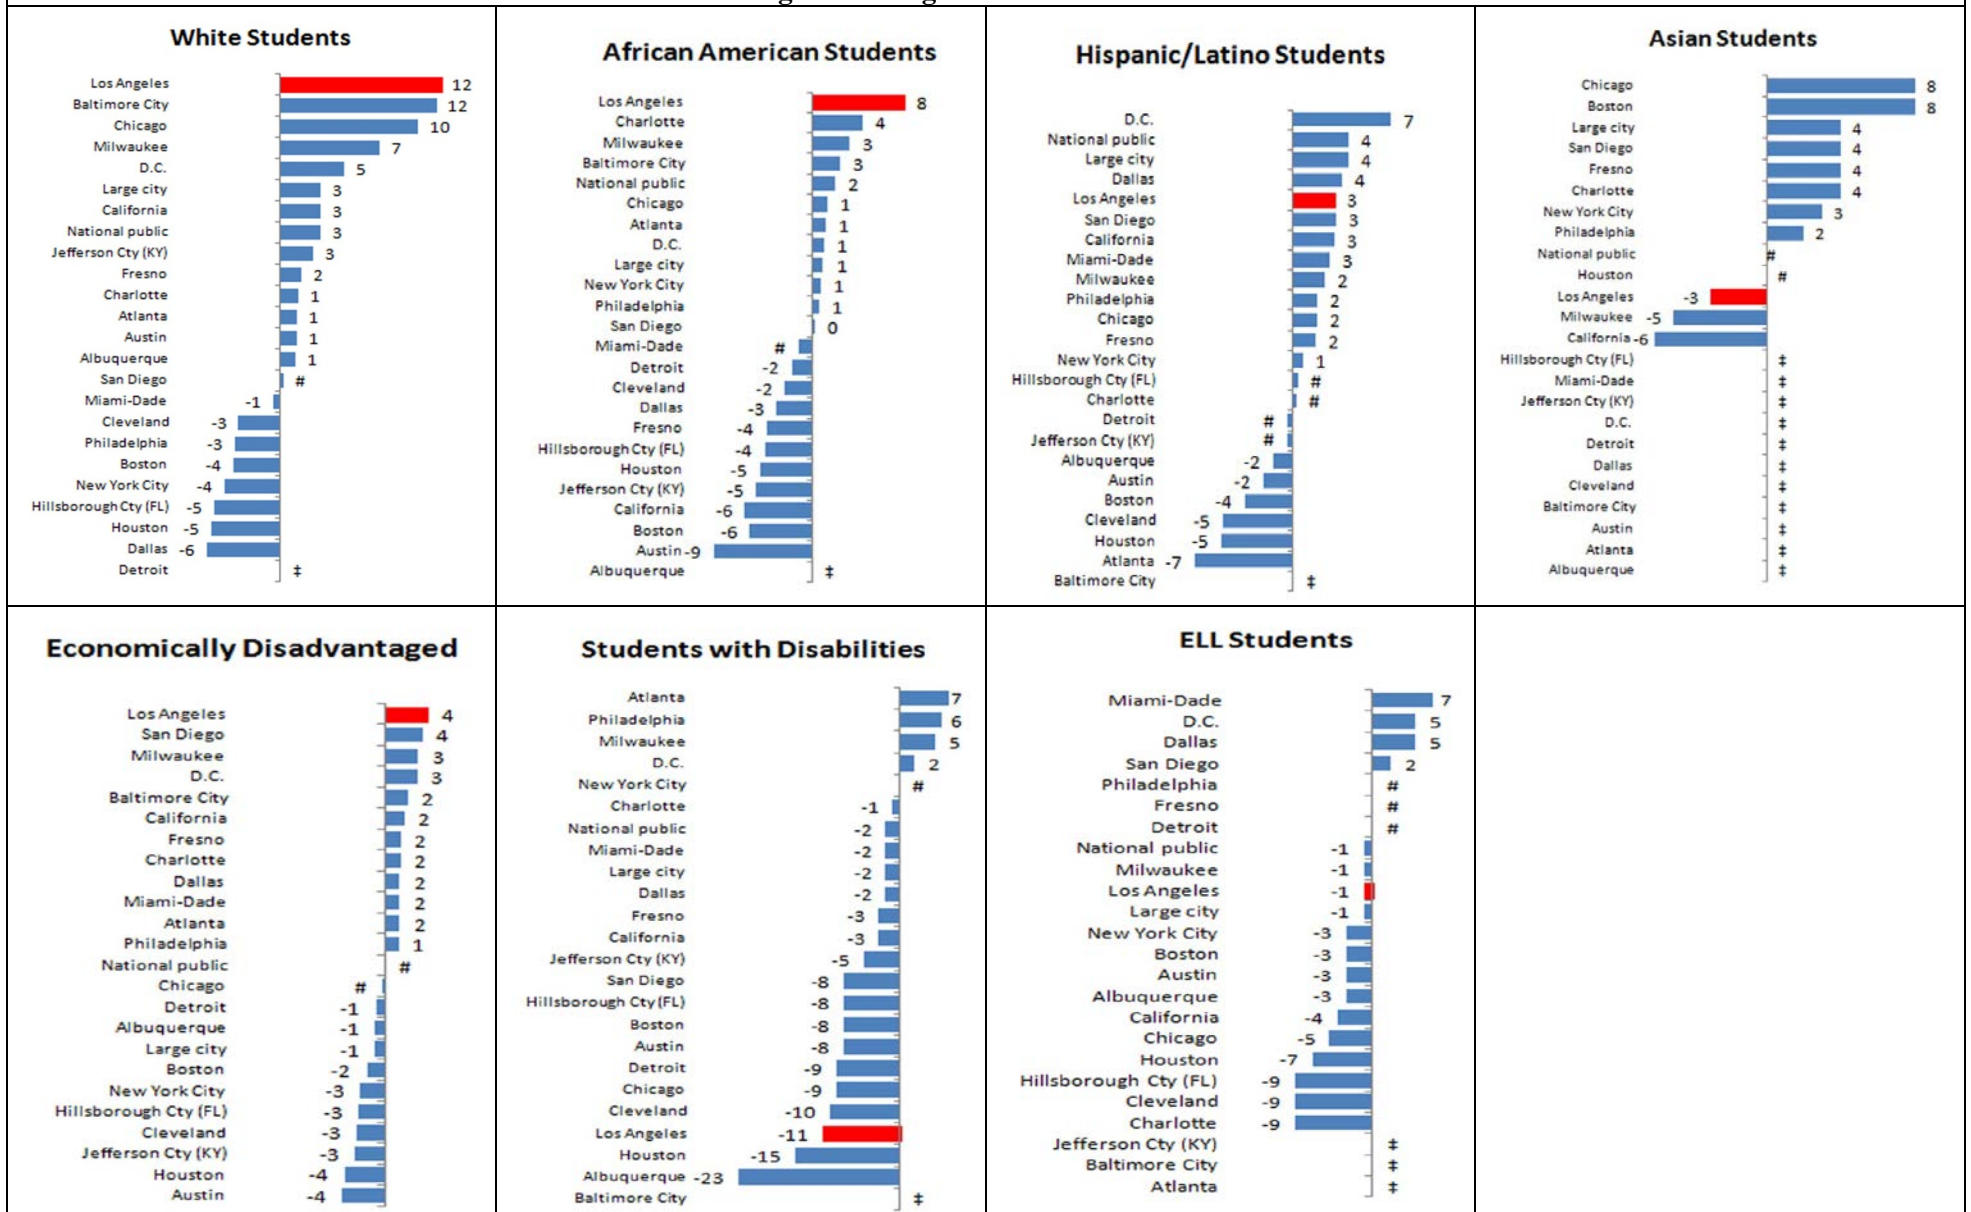 White Students
Los Angeles 12
Baltimore City 12
Chicago 10
Milwaukee 7
D.C. 5
Large city 3
California 3
National public 3
Jefferson Cty (KY) 3
Fresno 2
Charlotte 1
Atlanta 1
Austin 1
Albuquerque 1
San Diego #
Miami-Dade -1
Cleveland -3
Philadelphia -3
Boston -4
New York City -4
Hillsborough Cty (FL) -5
Houston -5
Dallas -6
Detroit ‡
African American Students
Los Angeles 8
Charlotte 4
Milwaukee 3
Baltimore City 3
National public 2
Chicago 1
Atlanta 1
D.C. 1
Large city 1
New York City 1
Philadelphia 1
San Diego 0
Miami-Dade #
Detroit -2
Cleveland -2
Dallas -3
Fresno -4
Hillsborough Cty (FL) -4
Houston -5
Jefferson Cty (KY) -5
California -6
Boston -6
Austin -9
Albuquerque ‡
Hispanic/Latino Students
D.C. 7
National public 4
Large city 4
Dallas 4
Los Angeles 3
San Diego 3
California 3
Miami-Dade 3
Milwaukee 2
Philadelphia 2
Chicago 2
Fresno 2
New York City 1
Hillsborough Cty (FL) #
Charlotte #
Detroit #
Jefferson Cty (KY) #
Albuquerque -2
Austin -2
Boston -4
Cleveland -5
Houston -5
Atlanta -7
Baltimore City ‡
Asian Students
Chicago 8
Boston 8
Large city 4
San Diego 4
Fresno 4
Charlotte 4
New York City 3
Philadelphia 2
National public #
Houston #
Los Angeles -3
Milwaukee -5
California -6
Hillsborough Cty (FL) ‡
Miami-Dade ‡
Jefferson Cty (KY) ‡
D.C. ‡
Detroit ‡
Dallas ‡
Cleveland ‡
Baltimore City ‡
Austin ‡
Atlanta ‡
Albuquerque ‡
Economically Disadvantaged
Los Angeles 4
San Diego 4
Milwaukee 3
D.C. 3
Baltimore City 2
California 2
Fresno 2
Charlotte 2
Dallas 2
Miami-Dade 2
Atlanta 2
Philadelphia 1
National public #
Chicago #
Detroit -1
Albuquerque -1
Large city -1
Boston -2
New York City -3
Hillsborough Cty (FL) -3
Cleveland -3
Jefferson Cty (KY) -3
Houston -4
Austin -4
Students with Disabilities
Atlanta 7
Philadelphia 6
Milwaukee 5
D.C. 2
New York City #
Charlotte -1
National public -2
Miami-Dade -2
Large city -2
Dallas -2
Fresno -3
California -3
Jefferson Cty (KY) -5
San Diego -8
Hillsborough Cty (FL) -8
Boston -8
Austin -8
Detroit -9
Chicago -9
Cleveland -10
Los Angeles -11
Houston -15
Albuquerque -23
Baltimore City ‡
ELL Students
Miami-Dade 7
D.C. 5
Dallas 5
San Diego 2
Philadelphia #
Fresno #
Detroit #
National public -1
Milwaukee -1
Los Angeles -1
Large city -1
New York City -3
Boston -3
Austin -3
Albuquerque -3
California -4
Chicago -5
Houston -7
Hillsborough Cty (FL) -9
Cleveland -9
Charlotte -9
Jefferson Cty (KY) ‡
Baltimore City ‡
Atlanta ‡